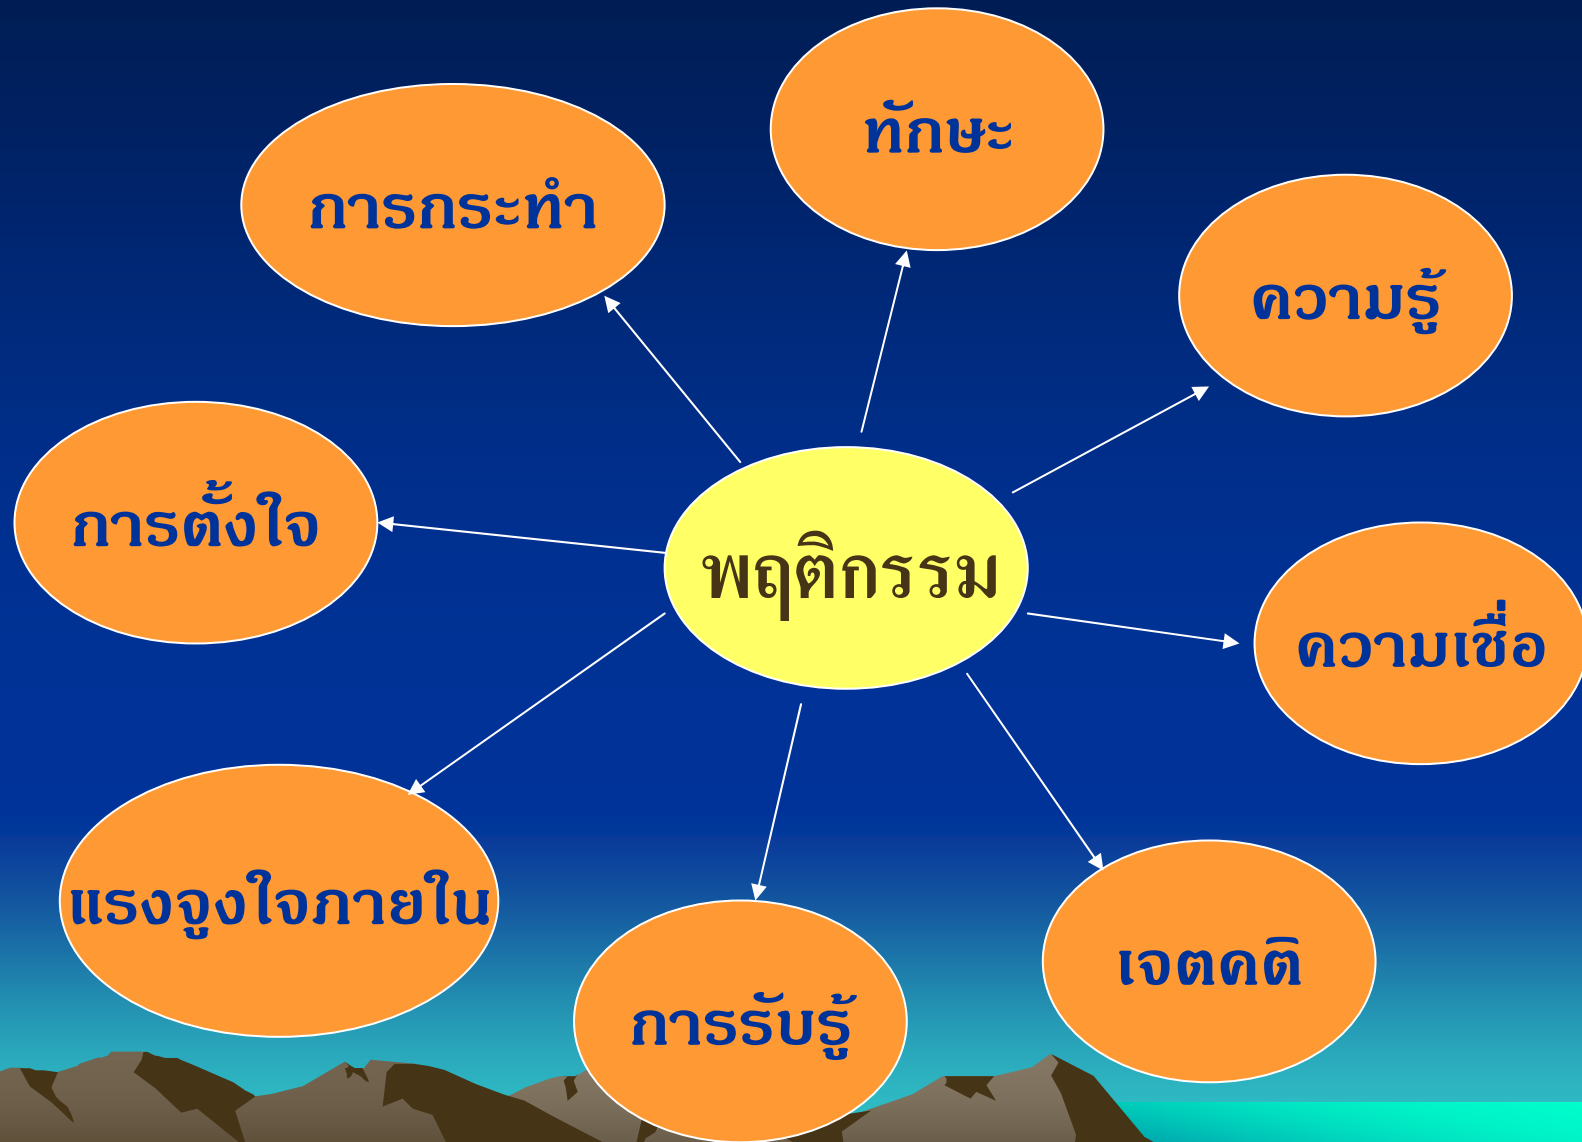 ทักษะ
การกระทำ
ความรู้
การตั้งใจ
พฤติกรรม
ความเชื่อ
แรงจูงใจภายใน
เจตคติ
การรับรู้